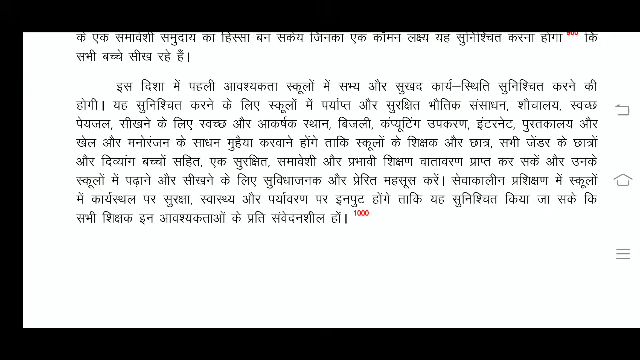 के एक समावेशी समुदाय का हिस्सा बन सकेंय जिनका एक कॉमन लक्ष्य यह सुनिश्चित करना होगा 900 कि
सभी बच्चे सीख रहे हैं।
इस दिशा में पहली आवश्यकता स्कूलों में सभ्य और सुखद कार्य–स्थिति सुनिश्चित करने की
होगी। यह सुनिश्चित करने के लिए स्कूलों में पर्याप्त और सुरक्षित भौतिक संसाधन, शौचालय, स्वच्छ
पेयजल, सीखने के लिए स्वच्छ और आकर्षक स्थान, बिजली, कंप्यूटिंग उपकरण, इंटरनेट, पुस्तकालय और
खेल और मनोरंजन के साधन मुहैया करवाने होंगे ताकि स्कूलों के शिक्षक और छात्र, सभी जेंडर के छात्रों
और दिव्यांग बच्चों सहित, एक सुरक्षित, समावेशी और प्रभावी शिक्षण वातावरण प्राप्त कर सकें और उनके
स्कूलों में पढ़ाने और सीखने के लिए सुविधाजनक और प्रेरित महसूस करें। सेवाकालीन प्रशिक्षण में स्कूलों
में कार्यस्थल पर सुरक्षा, स्वास्थ्य और पर्यावरण पर इनपुट होंगे ताकि यह सुनिश्चित किया जा सके कि
सभी शिक्षक इन आवश्यकताओं के प्रति संवेदनशील हों। 1000